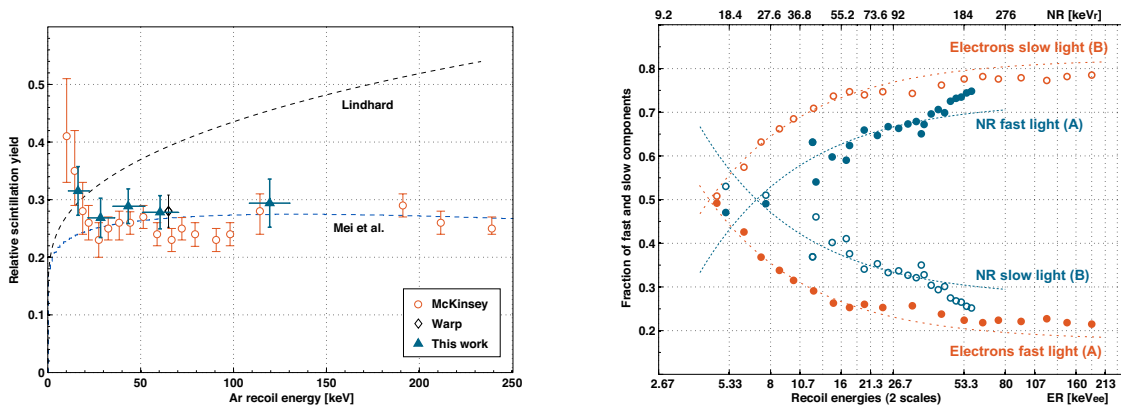 Relative scintillation yield
0.5
0.4
0.3
0.2
0.1
0
Lindhard
Mei et al.
McKinsey
Warp
This work
0 50 100 150 200 250
Ar recoil energy [keV]
9.2 18.4 27.6 36.8 55.2 73.6 92 184 276 NR [keVr]
Fraction of fast and slow components
0.8
0.7
0.6
0.5
0.4
0.3
0.2
Electrons slow light (B)
NR fast light (A)
NR slow light (B)
Electrons fast light (A)
2.67 5.33 8 10.7 16 21.3 26.7 53.3 80 107 160 213
Recoil energies (2 scales) ER [keVee]